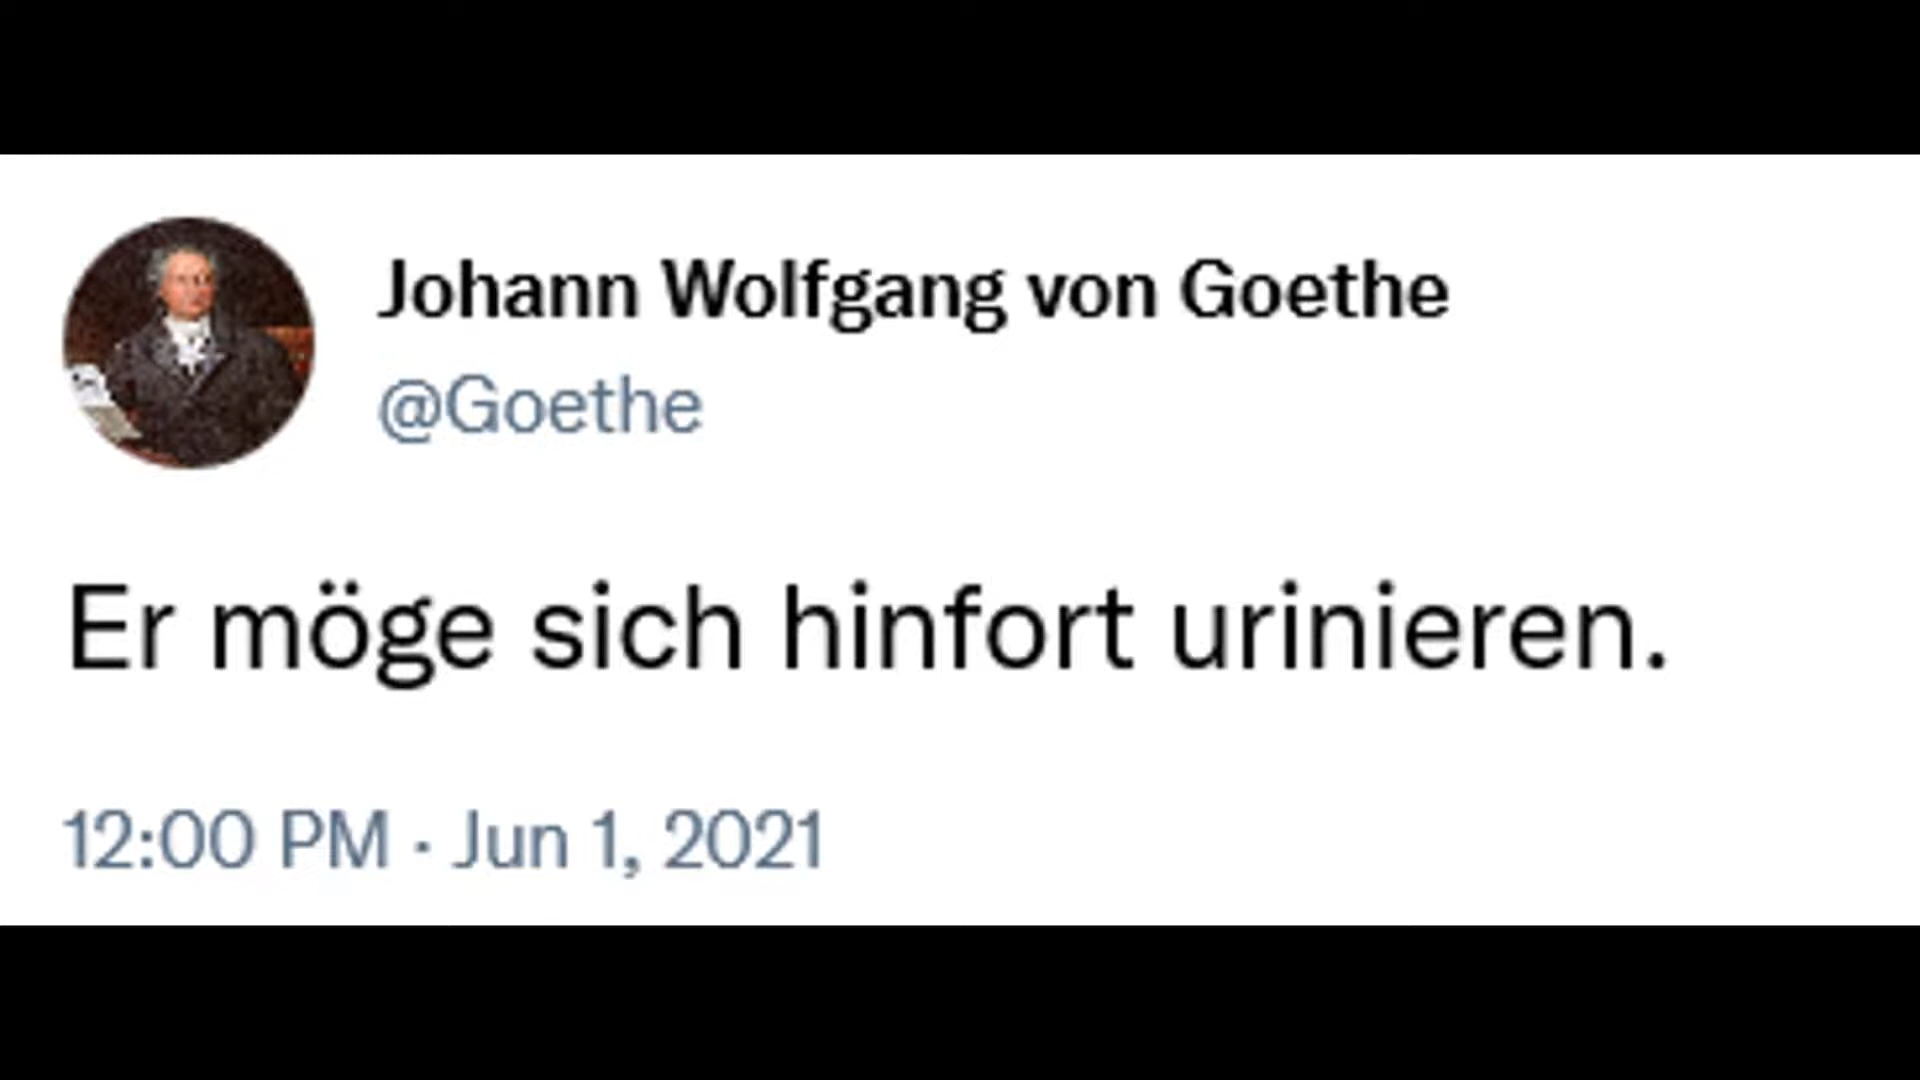 Johann Wolfgang von Goethe
@Goethe
Er möge sich hinfort urinieren.
12:00 PM · Jun 1, 2021